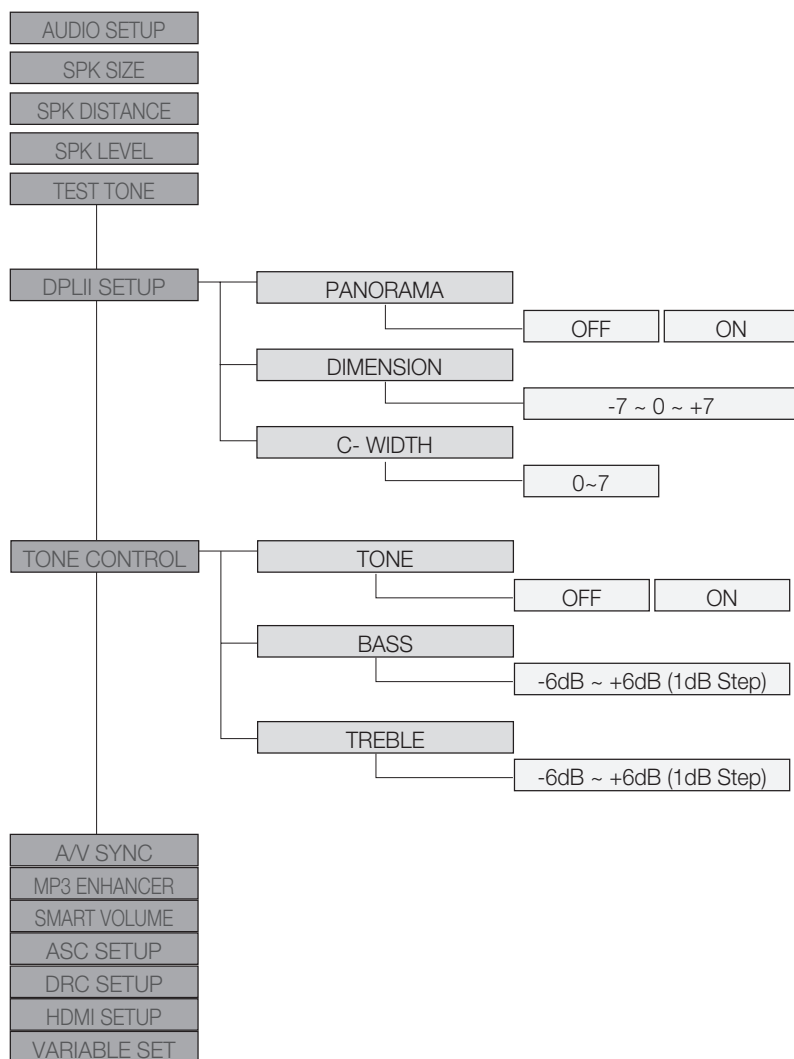 AUDIO SETUP
SPK SIZE
SPK DISTANCE
SPK LEVEL
TEST TONE
DPLII SETUP
PANORAMA
OFF
ON
DIMENSION
-7 ~ 0 ~ +7
C- WIDTH
0~7
TONE CONTROL
TONE
OFF
ON
BASS
-6dB ~ +6dB (1dB Step)
TREBLE
-6dB ~ +6dB (1dB Step)
A/V SYNC
MP3 ENHANCER
SMART VOLUME
ASC SETUP
DRC SETUP
HDMI SETUP
VARIABLE SET